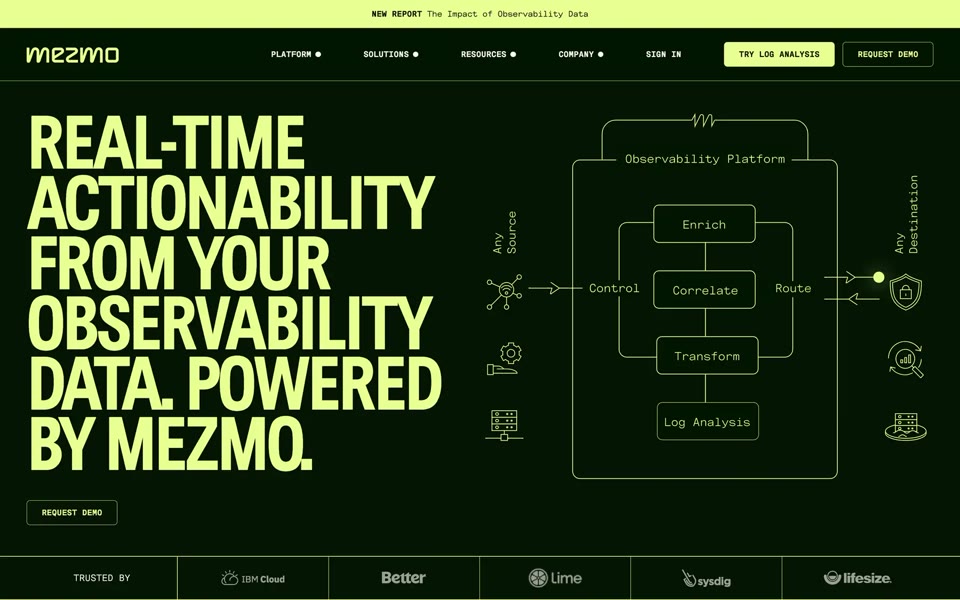 NEW REPORT The Impact of Observability Data
mezmo
PLATFORM
SOLUTIONS
RESOURCES
COMPANY
SIGN IN
TRY LOG ANALYSIS
REQUEST DEMO
REAL-TIME
ACTIONABILITY
FROM YOUR
OBSERVABILITY
DATA. POWERED
BY MEZMO.
REQUEST DEMO
Any
Source
Observability Platform
Control
Enrich
Correlate
Transform
Log Analysis
Route
Any
Destination
TRUSTED BY
IBM Cloud
Better
Lime
sysdig
lifesize.